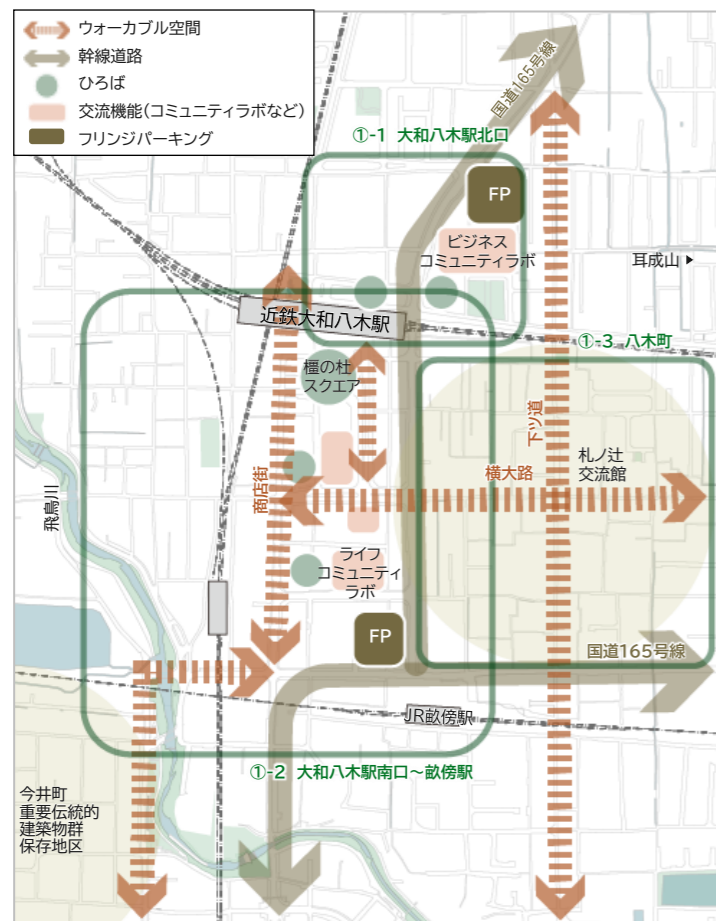 ウォーカブル空間
幹線道路
ひろば
交流機能(コミュニティラボなど)
フリンジパーキング
国道165号線
①-1 大和八木駅北口
FP
ビジネス
コミュニティラボ
耳成山▶
近鉄大和八木駅
①-3 八木町
橿の杜
スクエア
下ツ道
札ノ辻
交流館
横大路
商店街
飛鳥川
ライフ
コミュニティ
ラボ
FP
国道165号線
JR畝傍駅
①-2 大和八木駅南口~畝傍駅
今井町
重要伝統的
建築物群
保存地区